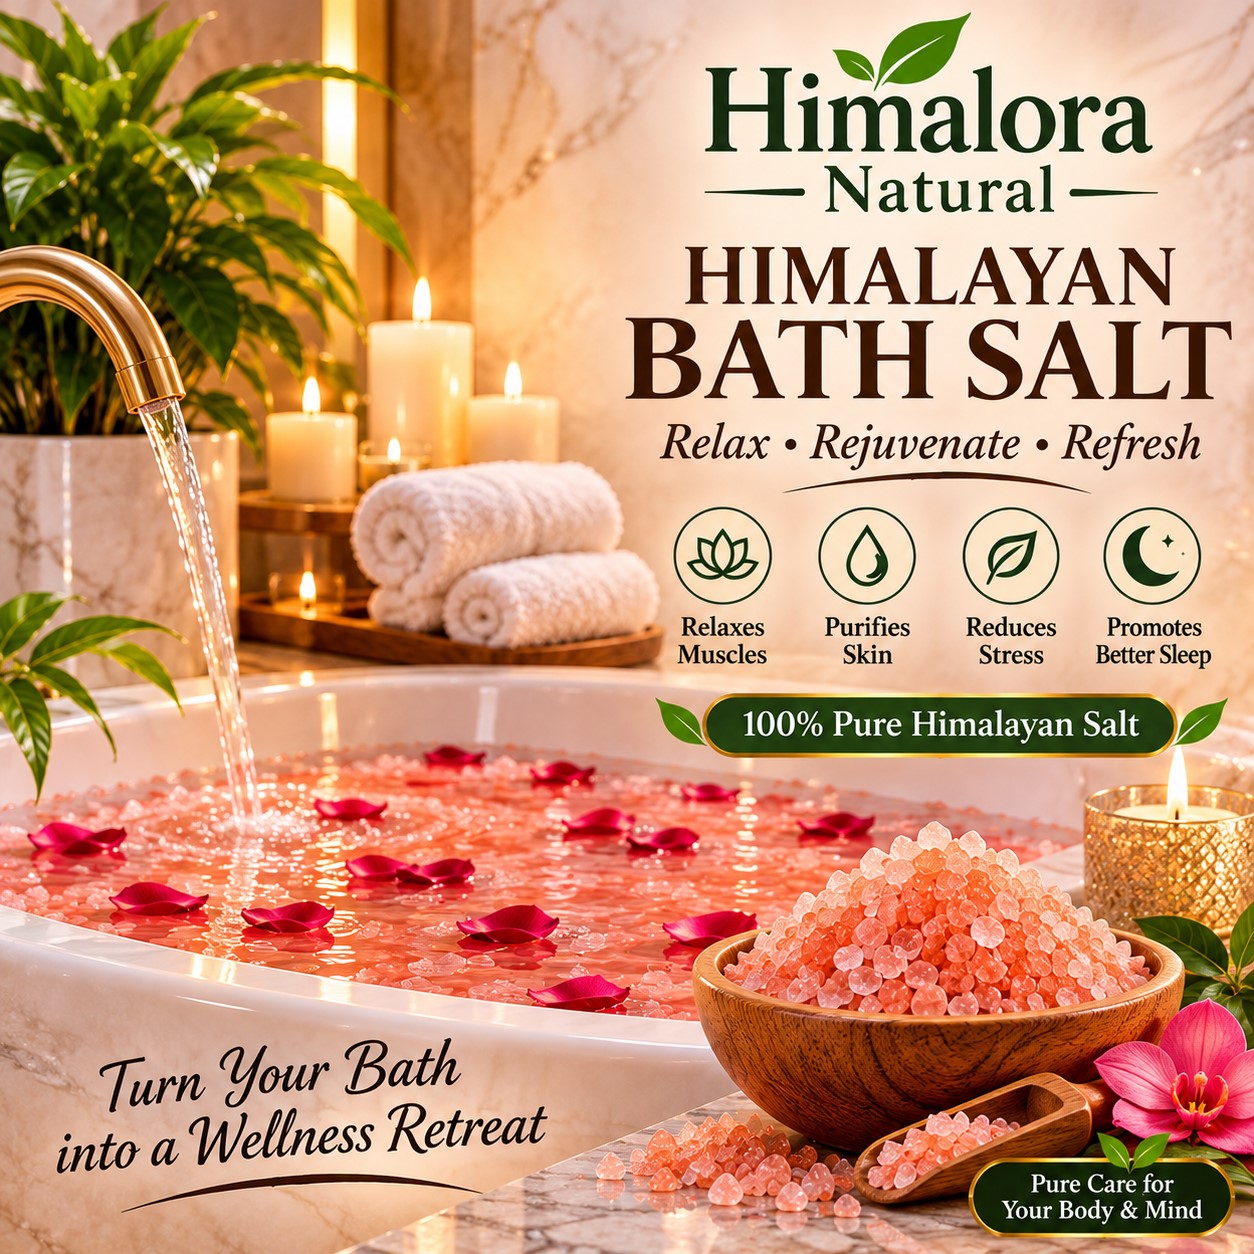 Himalora
Natural
HIMALAYAN
BATH SALT
Relax • Rejuvenate • Refresh
Relaxes
Muscles
Purifies
Skin
Reduces
Stress
Promotes
Better Sleep
100% Pure Himalayan Salt
Turn Your Bath
into a Wellness Retreat
Pure Care for
Your Body & Mind